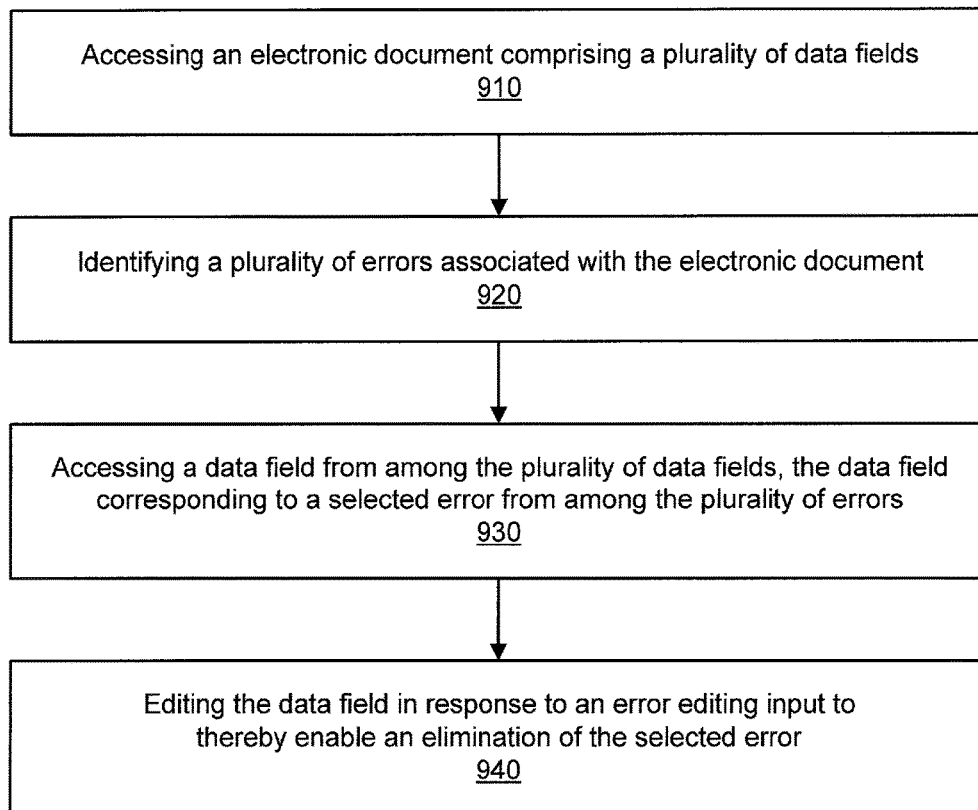 Accessing an electronic document comprising a plurality of data fields
910
Identifying a plurality of errors associated with the electronic document
920
Accessing a data field from among the plurality of data fields, the data field
corresponding to a selected error from among the plurality of errors
930
Editing the data field in response to an error editing input to
thereby enable an elimination of the selected error
940